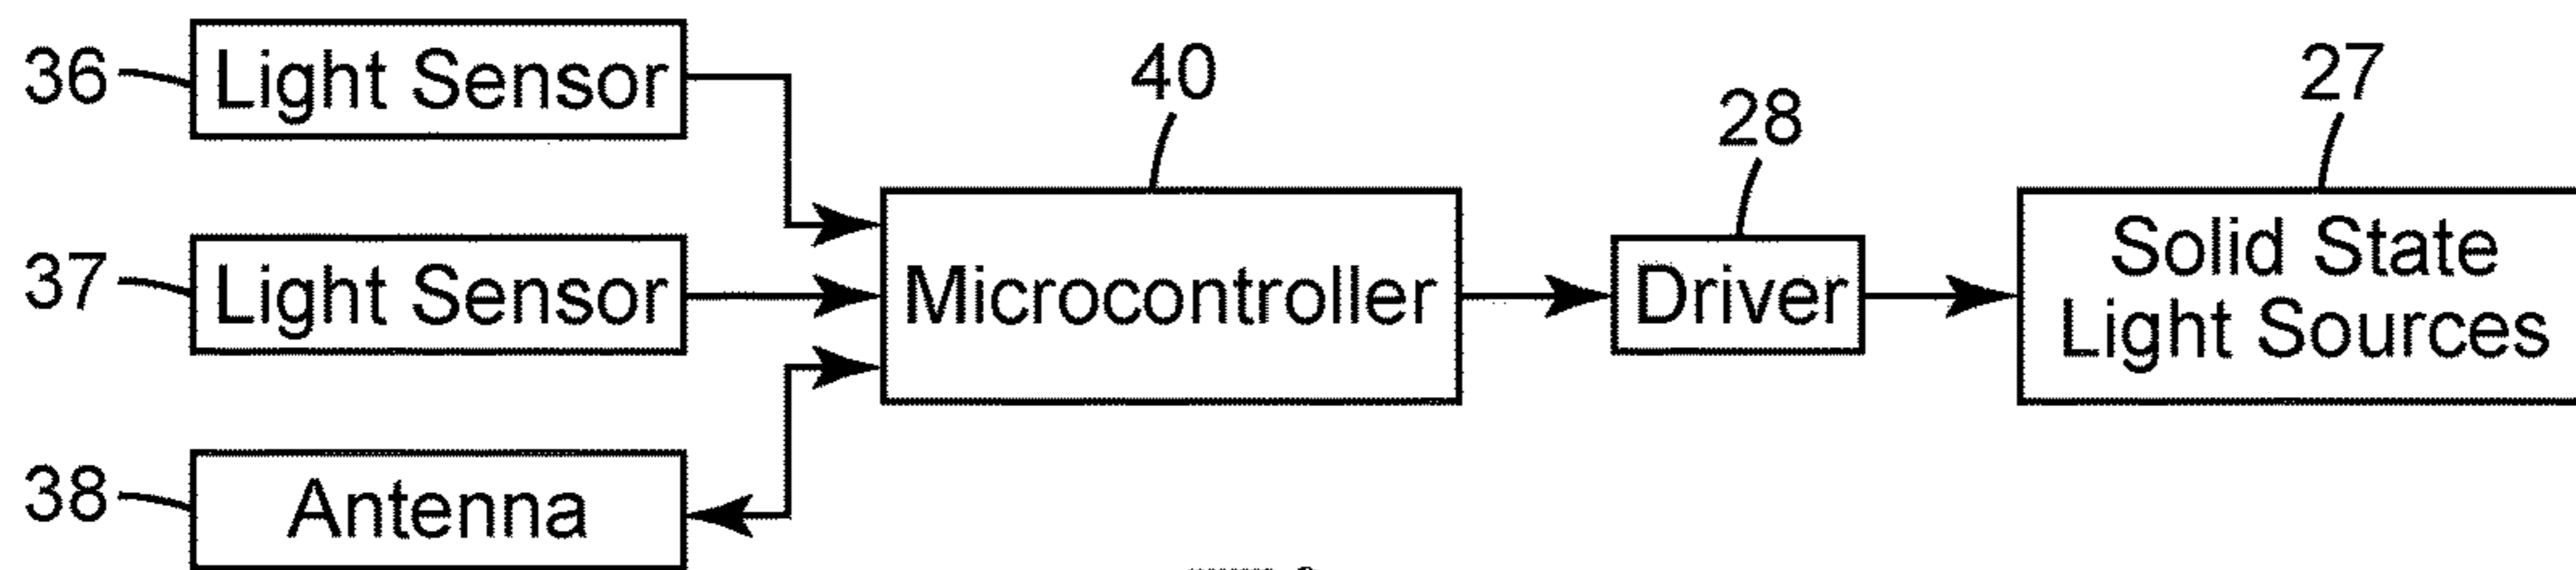 36
Light Sensor
40
28
27
37
Light Sensor
Microcontroller
Driver
Solid State
Light Sources
38
Antenna